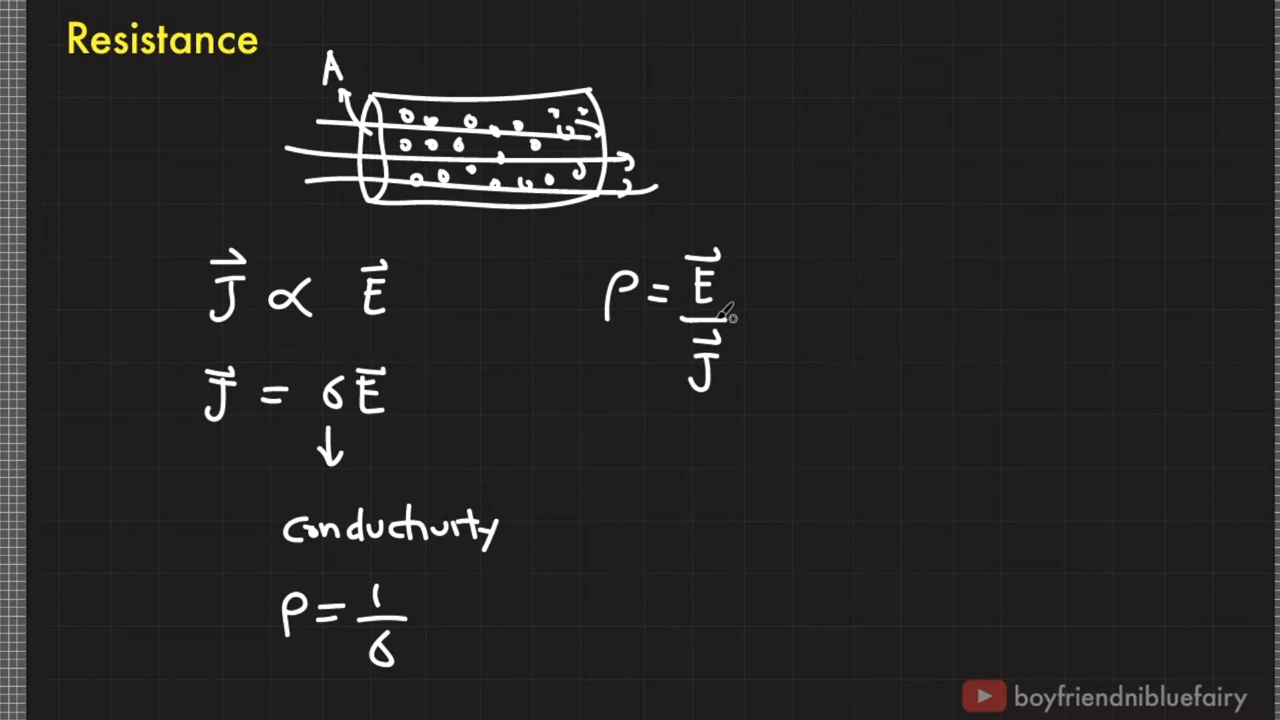 Resistance
A
J⃗ ∝ E⃗
ρ = E⃗ / J⃗
J⃗ = σE⃗
↓
conductivity
ρ = 1/σ
boyfriendnibluefairy